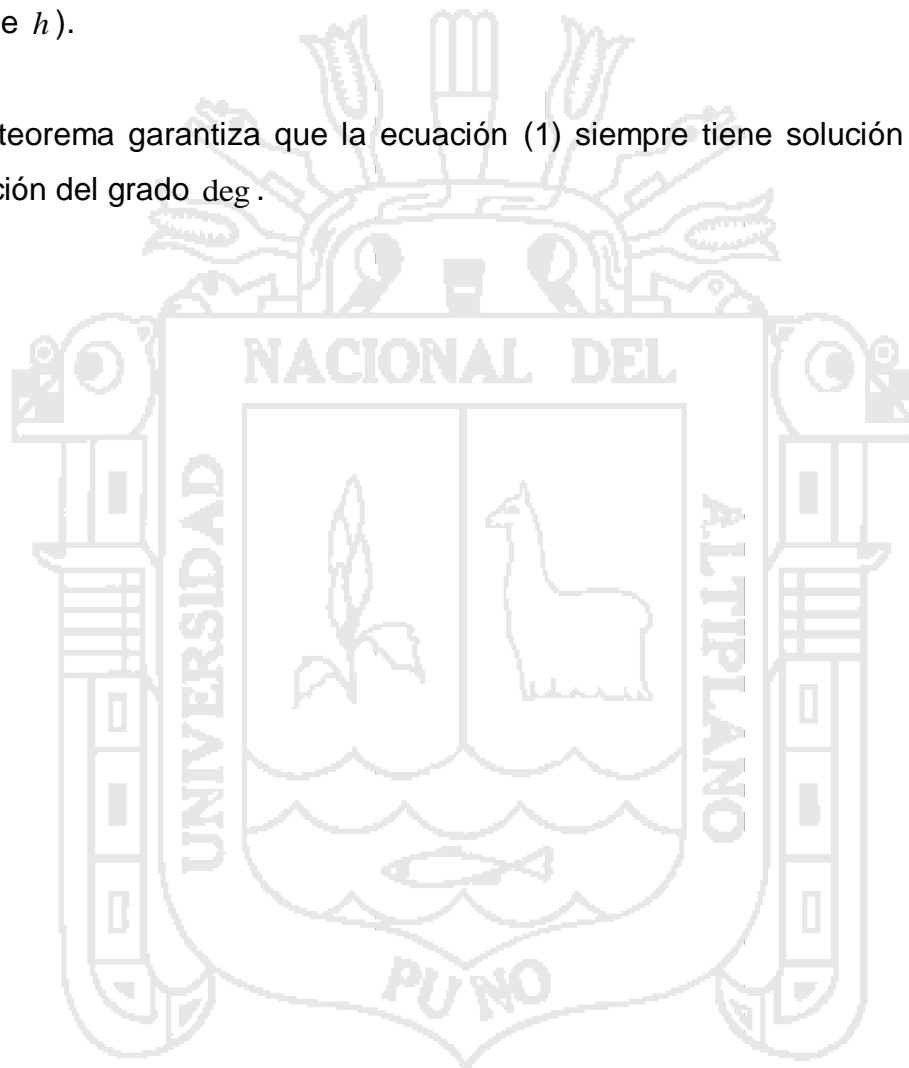 e h ).
teorema garantiza que la ecuación (1) siempre tiene solución
ción del grado deg .
NACIONAL DEL
UNIVERSIDAD
ALTIPLANO
PUNO